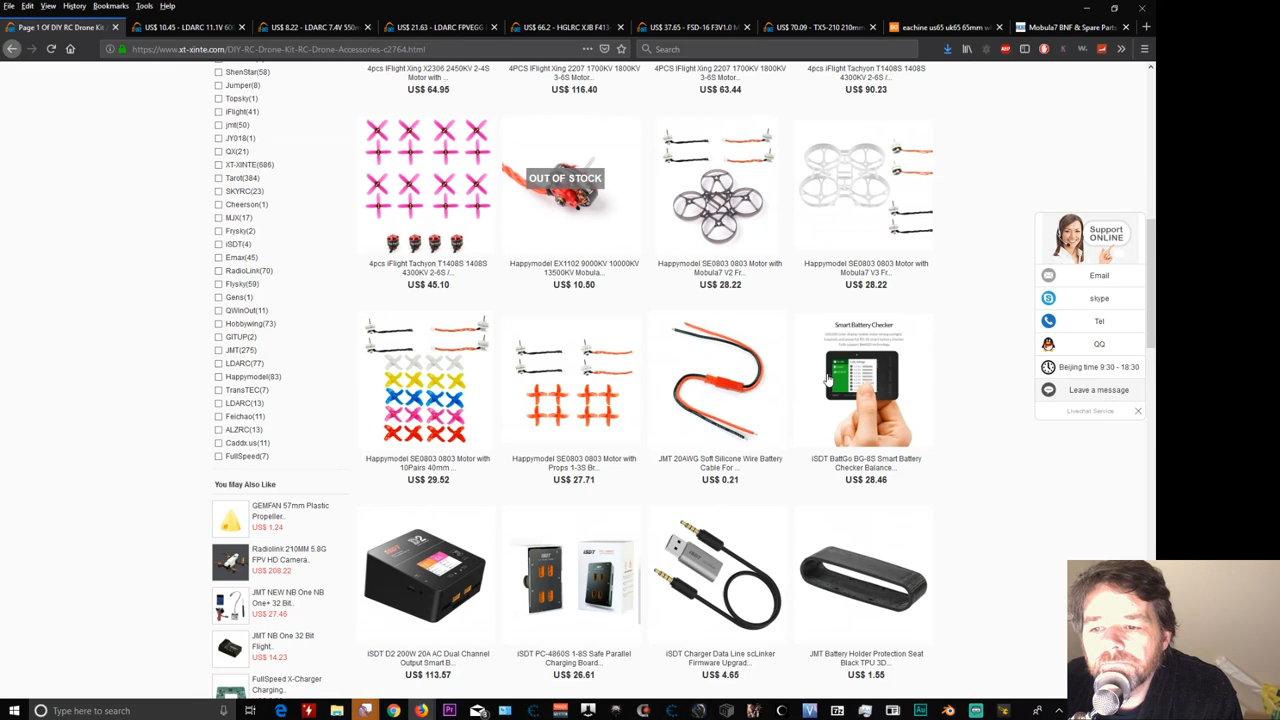 File Edit View History Bookmarks Tools Help
Page 1 Of DIY RC Drone Kit
US $ 10.45 - LDARC 11.1V 600
US $ 8.22 - LDARC 7.4V 550m
US $ 21.63 - LDARC FPVEGG
US $ 66.2 - HGLRC XJB F413-
US $ 37.65 - FSD-16 F3V1.0 M
US $ 70.09 - TX5-210 210mm
eachine us65 uk65 65mm w
Mobula7 BNF & Spare Parts
https://www.xt-xinte.com/DIY-RC-Drone-Kit-RC-Drone-Accessories-c2764.html
Search
ShenStar(58)
Jumper(8)
Topsky(1)
iFlight(41)
jmt(50)
JY018(1)
QX(21)
XT-XINTE(686)
Tarot(384)
SKYRC(23)
Cheerson(1)
MJX(17)
Frysky(2)
iSDT(4)
Emax(45)
RadioLink(70)
Flysky(59)
Gens(1)
QWinOut(11)
Hobbywing(73)
GITUP(2)
JMT(275)
LDARC(77)
Happymodel(83)
TransTEC(7)
LDARC(13)
Feichao(11)
ALZRC(13)
Caddx.us(11)
FullSpeed(7)
You May Also Like
GEMFAN 57mm Plastic
Propeller..
US$ 1.24
Radiolink 210MM 5.8G
FPV HD Camera..
US$ 208.22
JMT NEW NB One NB
One+ 32 Bit..
US$ 27.46
JMT NB One 32 Bit
Flight..
US$ 14.23
FullSpeed X-Charger
Charging..
4pcs IFlight Xing X2306 2450KV 2-4S
Motor with ...
US$ 64.95
4PCS IFlight Xing 2207 1700KV 1800KV
3-6S Motor...
US$ 116.40
4PCS IFlight Xing 2207 1700KV 1800KV
3-6S Motor...
US$ 63.44
4pcs iFlight Tachyon T1408S 1408S
4300KV 2-6S /...
US$ 90.23
4pcs iFlight Tachyon T1408S 1408S
4300KV 2-6S /...
US$ 45.10
OUT OF STOCK
Happymodel EX1102 9000KV 10000KV
13500KV Mobula...
US$ 10.50
Happymodel SE0803 0803 Motor with
Mobula7 V2 Fr...
US$ 28.22
Happymodel SE0803 0803 Motor with
Mobula7 V3 Fr...
US$ 28.22
Happymodel SE0803 0803 Motor with
10Pairs 40mm ...
US$ 29.52
Happymodel SE0803 0803 Motor with
Props 1-3S Br...
US$ 27.71
JMT 20AWG Soft Silicone Wire Battery
Cable For ...
US$ 0.21
Smart Battery Checker
iSDT BattGo BG-8S Smart Battery
Checker Balance...
US$ 28.46
iSDT D2 200W 20A AC Dual Channel
Output Smart B...
US$ 113.57
iSDT PC-4860S 1-8S Safe Parallel
Charging Board...
US$ 26.61
iSDT Charger Data Line scLinker
Firmware Upgrad...
US$ 4.65
JMT Battery Holder Protection Seat
Black TPU 3D...
US$ 1.55
Support
ONLINE
Email
skype
Tel
QQ
Beijing time 9:30 - 18:30
Leave a message
Livechat Service
Type here to search